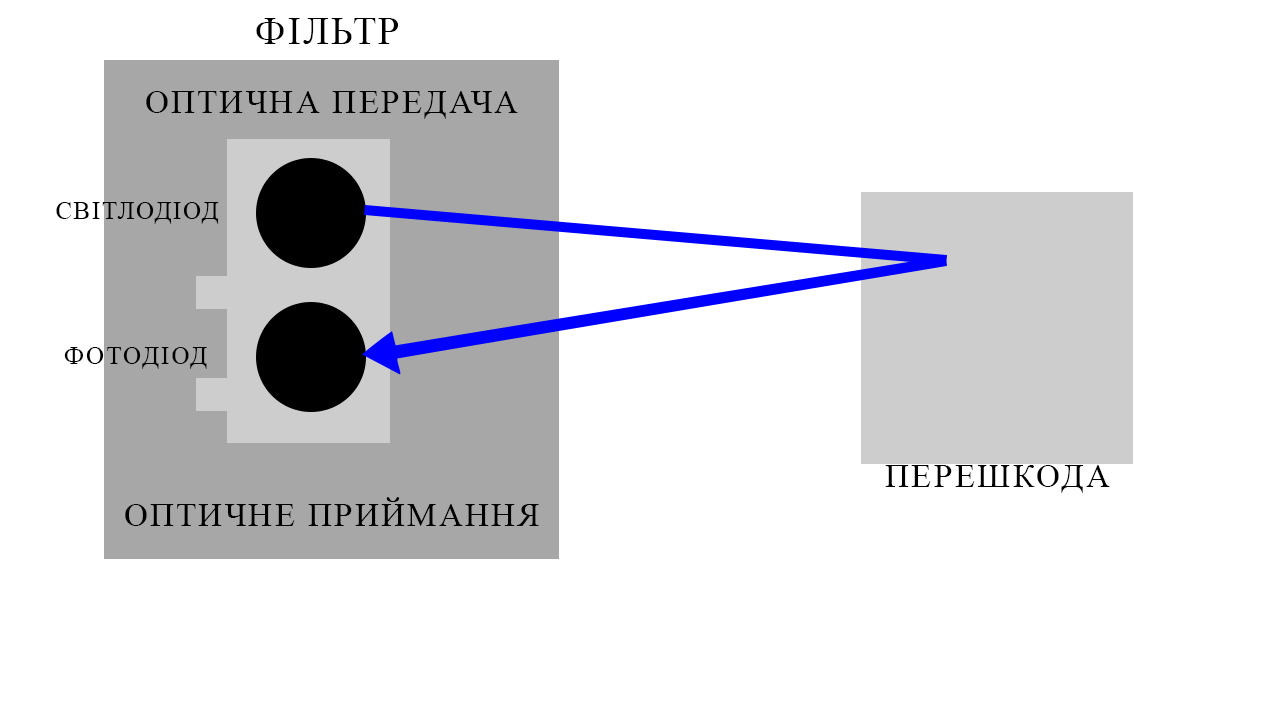 ФІЛЬТР
ОПТИЧНА ПЕРЕДАЧА
СВІТЛОДІОД
ФОТОДІОД
ПЕРЕШКОДА
ОПТИЧНЕ ПРИЙМАННЯ